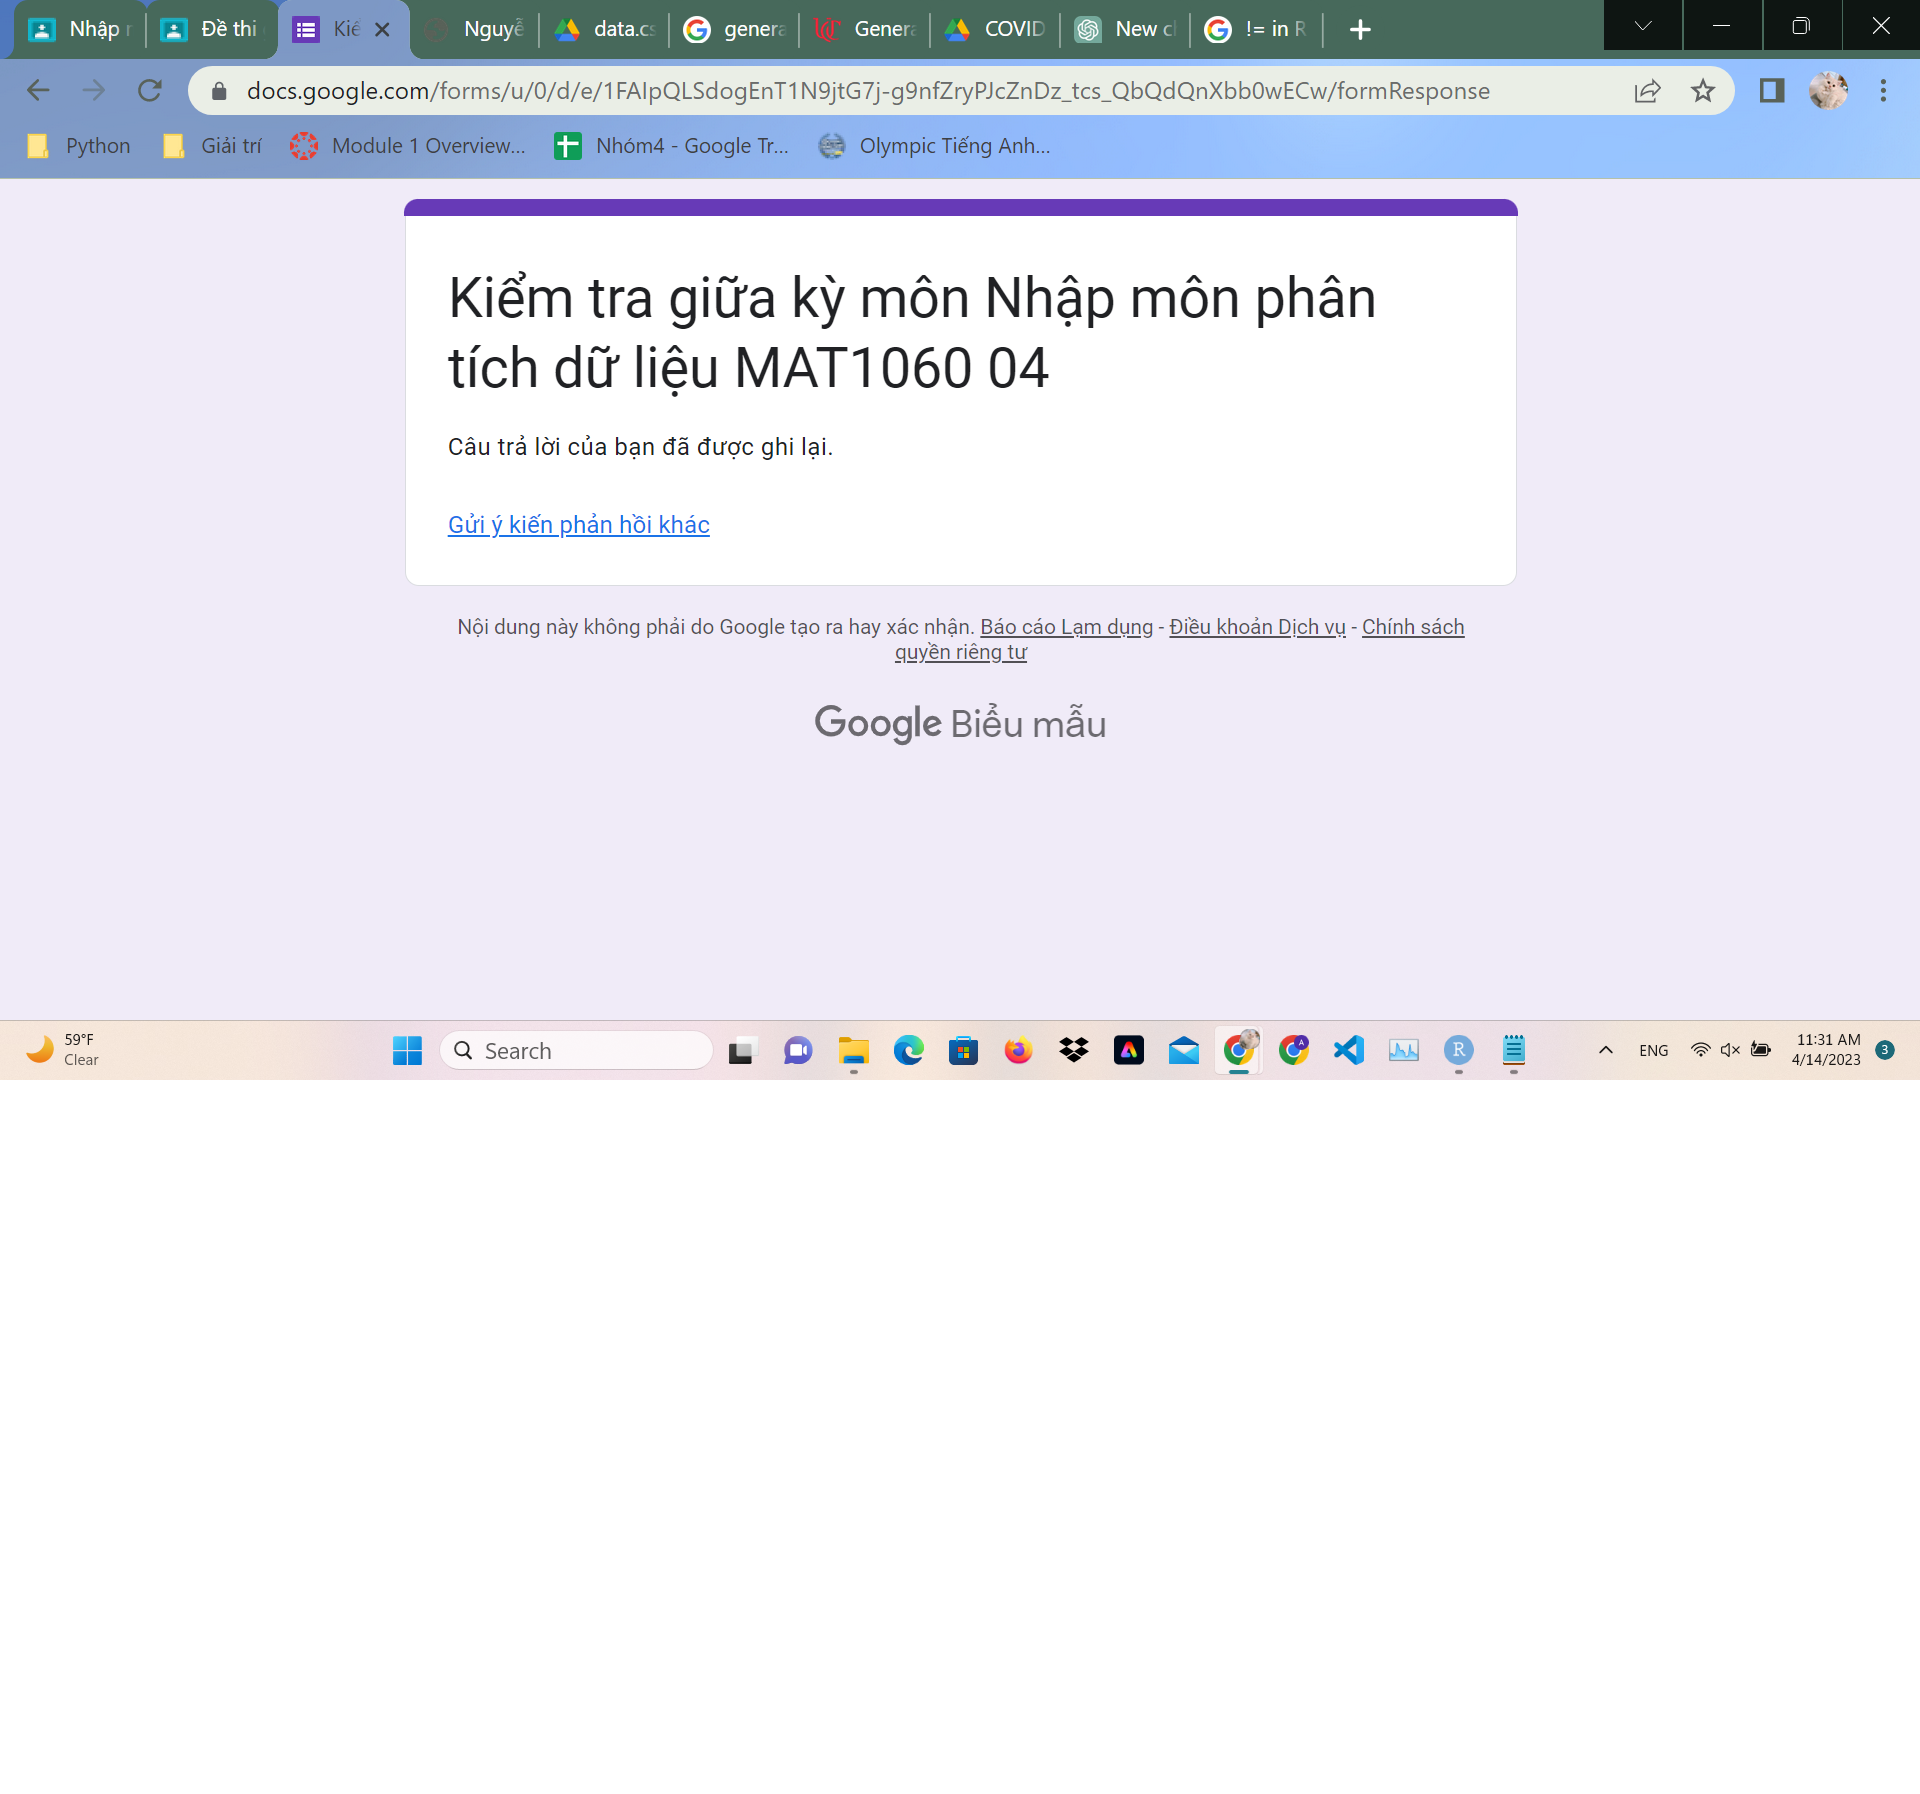 Nhập
Đề thi
Kiể
Nguyễ
data.cs
genera
Genera
COVID
New c
!= in R
docs.google.com/forms/u/0/d/e/1FAIpQLSdogEnT1N9jtG7j-g9nfZryPJcZnDz_tcs_QbQdQnXbb0wECw/formResponse
Python
Giải trí
Module 1 Overview...
Nhóm4 - Google Tr...
Olympic Tiếng Anh...
Kiểm tra giữa kỳ môn Nhập môn phân
tích dữ liệu MAT1060 04
Câu trả lời của bạn đã được ghi lại.
Gửi ý kiến phản hồi khác
Nội dung này không phải do Google tạo ra hay xác nhận. Báo cáo Lạm dụng - Điều khoản Dịch vụ - Chính sách
quyền riêng tư
Google Biểu mẫu
59°F
Clear
Search
A
R
ENG
11:31 AM
4/14/2023
3